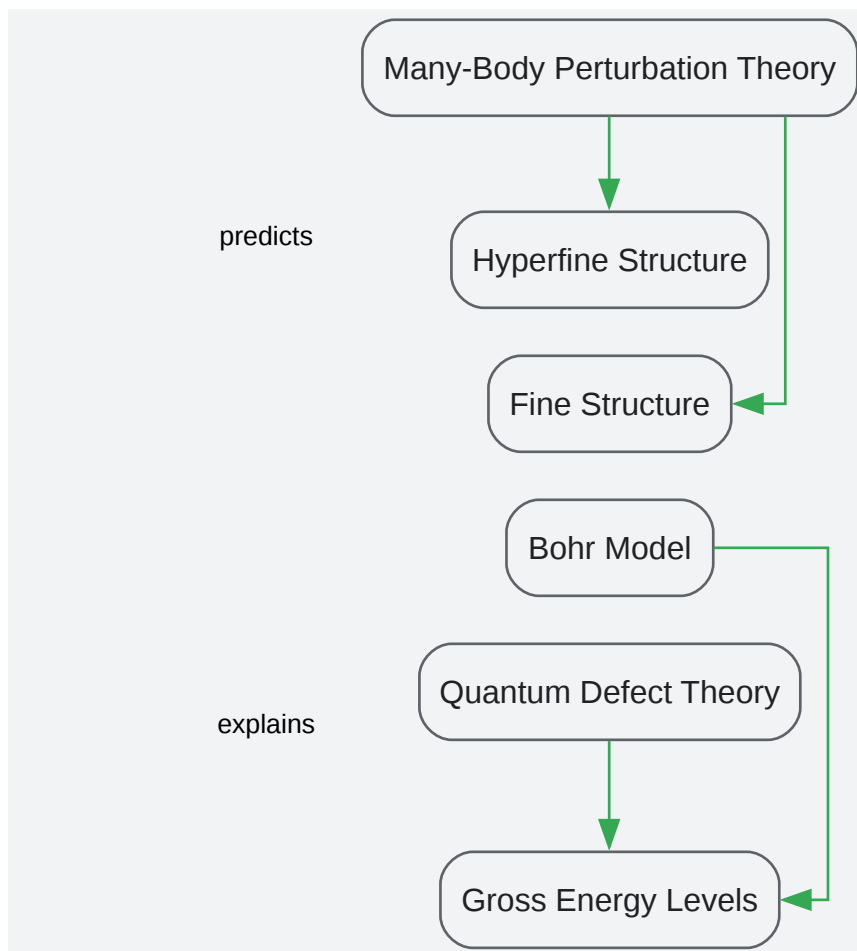 Many-Body Perturbation Theory
predicts
Hyperfine Structure
Fine Structure
Bohr Model
Quantum Defect Theory
explains
Gross Energy Levels